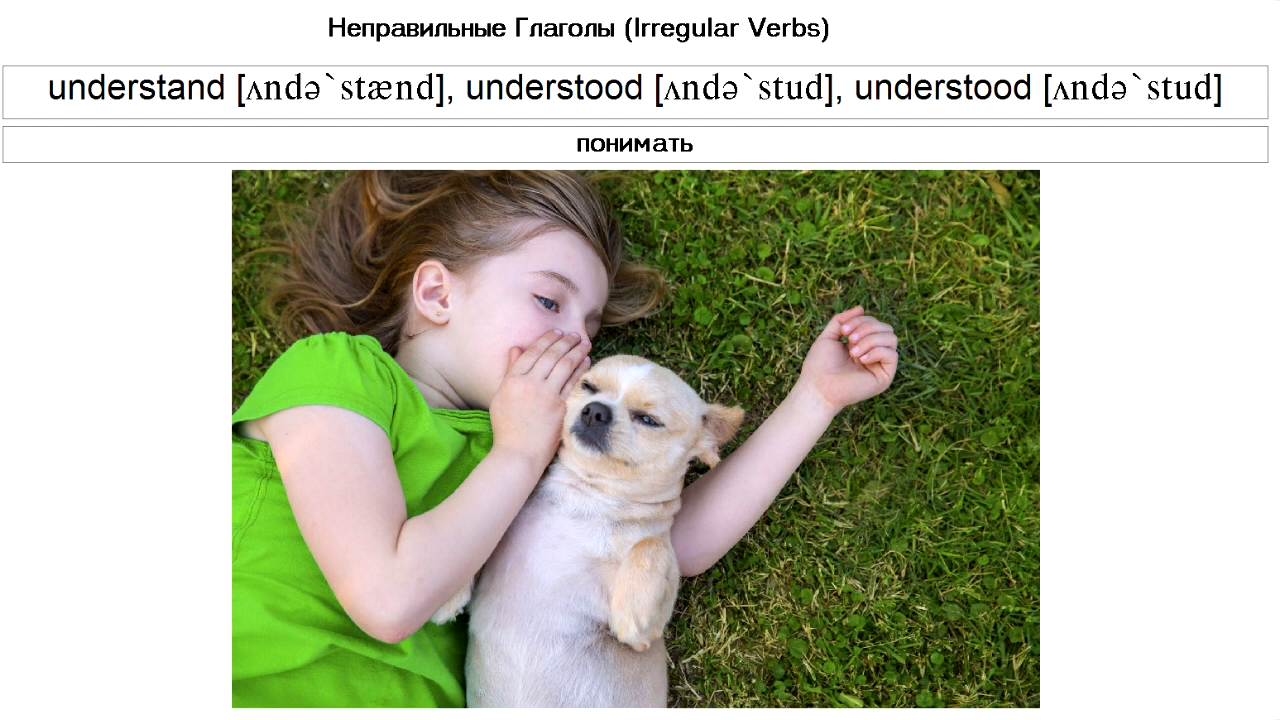 Неправильные Глаголы (Irregular Verbs)
understand [ʌndə`stænd], understood [ʌndə`stud], understood [ʌndə`stud]
понимать